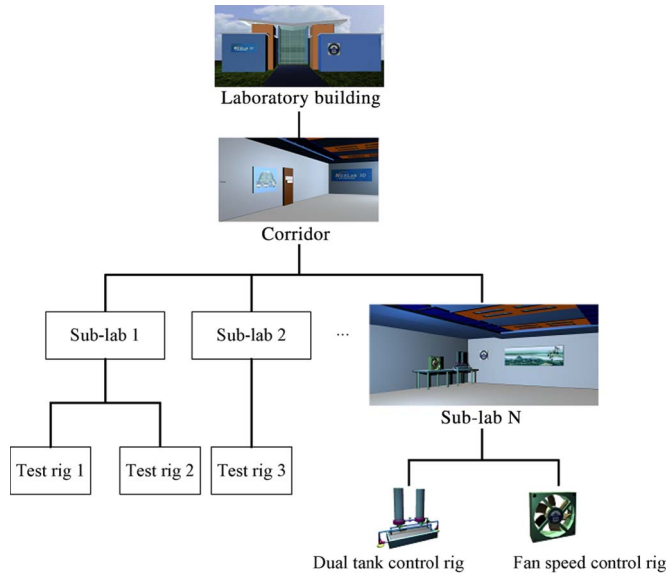 Laboratory building
Corridor
Sub-lab 1
Sub-lab 2
...
Sub-lab N
Test rig 1
Test rig 2
Test rig 3
Dual tank control rig
Fan speed control rig